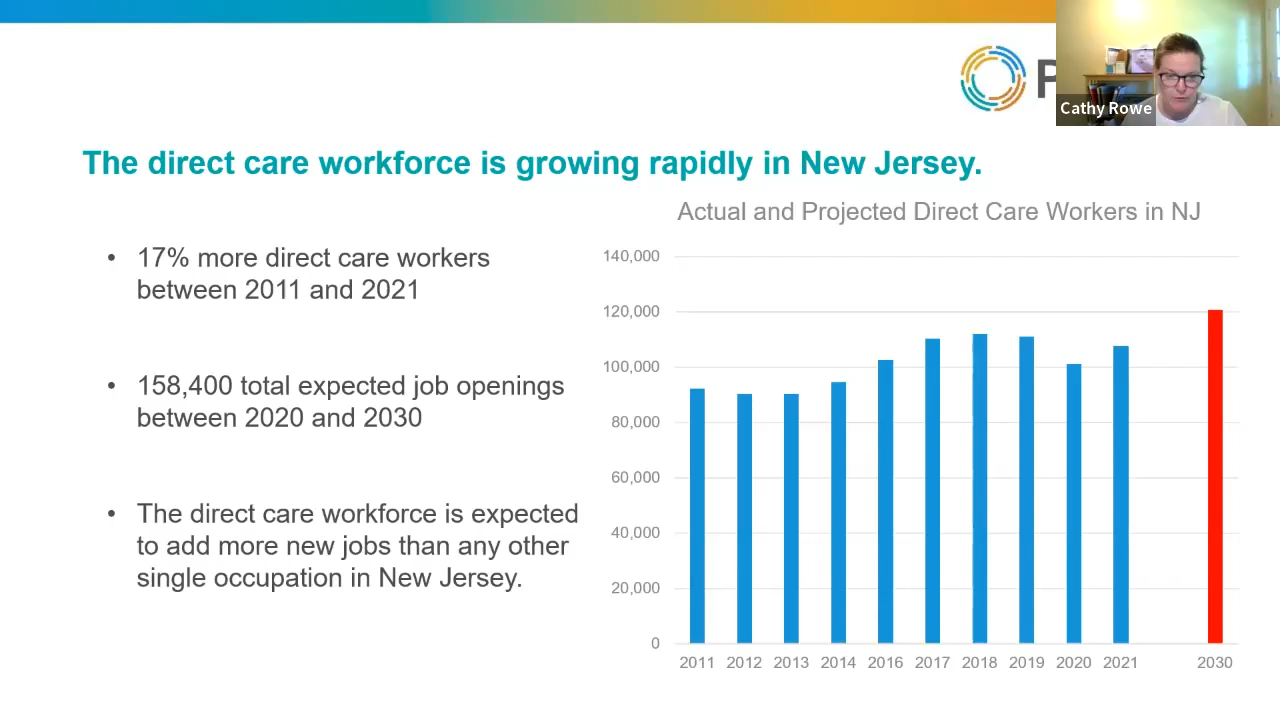 P
Cathy Rowe
The direct care workforce is growing rapidly in New Jersey.
• 17% more direct care workers
between 2011 and 2021
• 158,400 total expected job openings
between 2020 and 2030
• The direct care workforce is expected
to add more new jobs than any other
single occupation in New Jersey.
Actual and Projected Direct Care Workers in NJ
140,000
120,000
100,000
80,000
60,000
40,000
20,000
0
2011 2012 2013 2014 2016 2017 2018 2019 2020 2021 2030